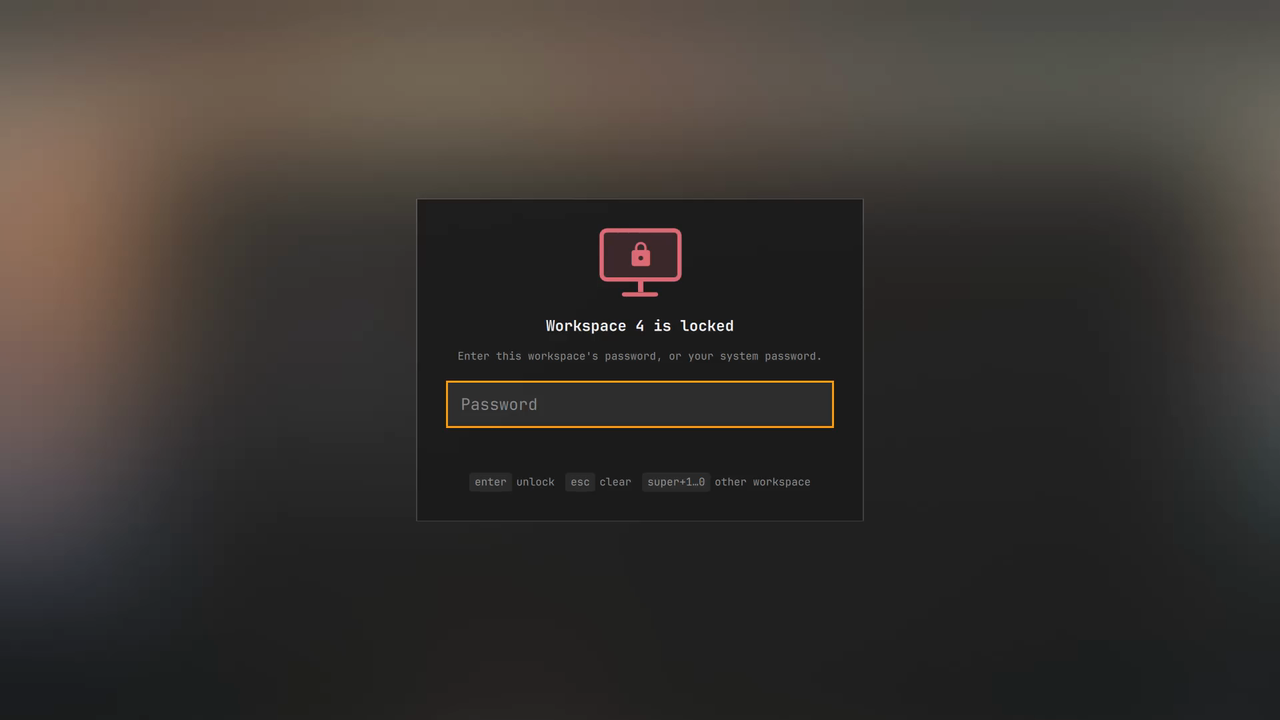 Workspace 4 is locked
Enter this workspace's password, or your system password.
Password
enter unlock esc clear super+1…0 other workspace